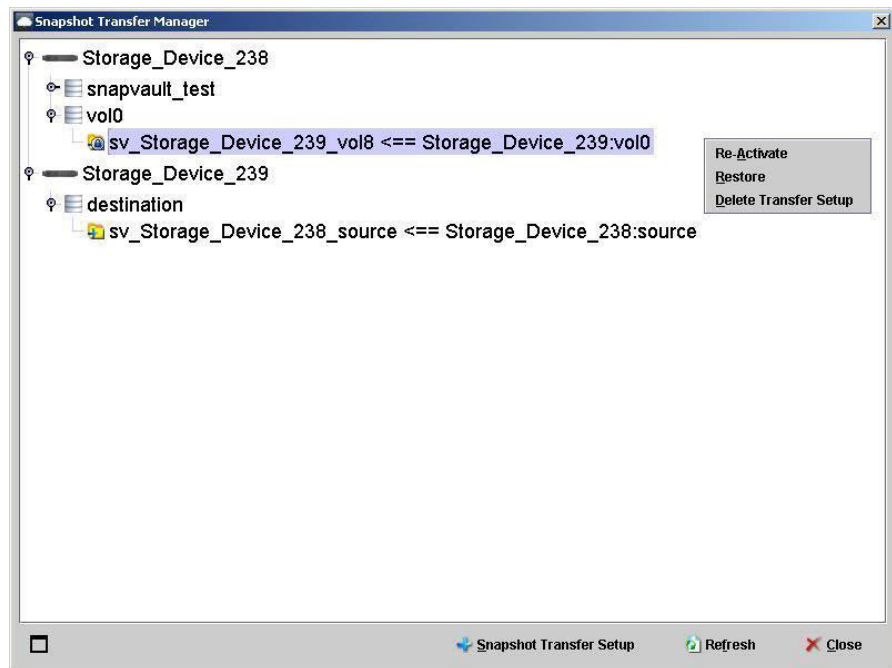 Snapshot Transfer Manager
Storage_Device_238
snapvault_test
vol0
sv_Storage_Device_239_vol8 <== Storage_Device_239:vol0
Re-Activate
Restore
Delete Transfer Setup
Storage_Device_239
destination
sv_Storage_Device_238_source <== Storage_Device_238:source
Snapshot Transfer Setup
Refresh
Close